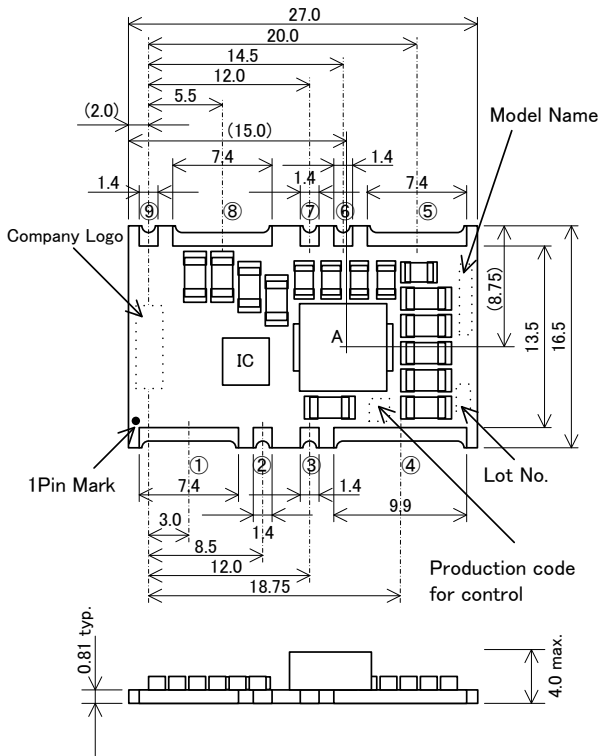 27.0
20.0
14.5
12.0
5.5
(2.0)
(15.0)
Model Name
7.4
1.4
1.4
1.4
7.4
⑨ ⑧ ⑦ ⑥ ⑤
Company Logo
(8.75)
13.5
16.5
A
IC
1Pin Mark
① ② ③ ④
Lot No.
7.4
1.4
9.9
3.0
1.4
8.5
12.0
18.75
Production code
for control
0.81 typ.
4.0 max.